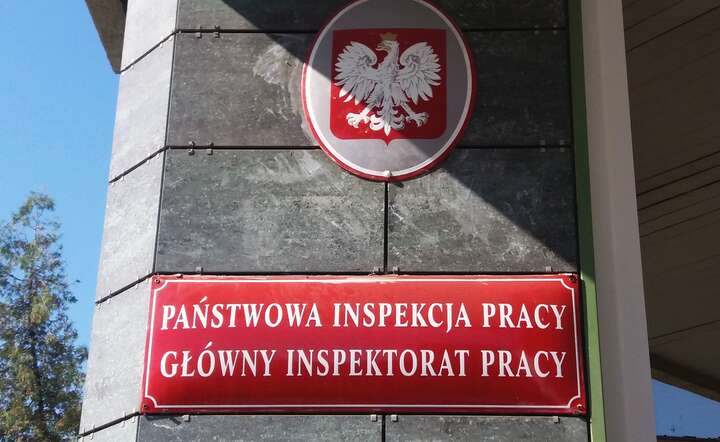 PAŃSTWOWA INSPEKCJA PRACY
GŁÓWNY INSPEKTORAT PRACY